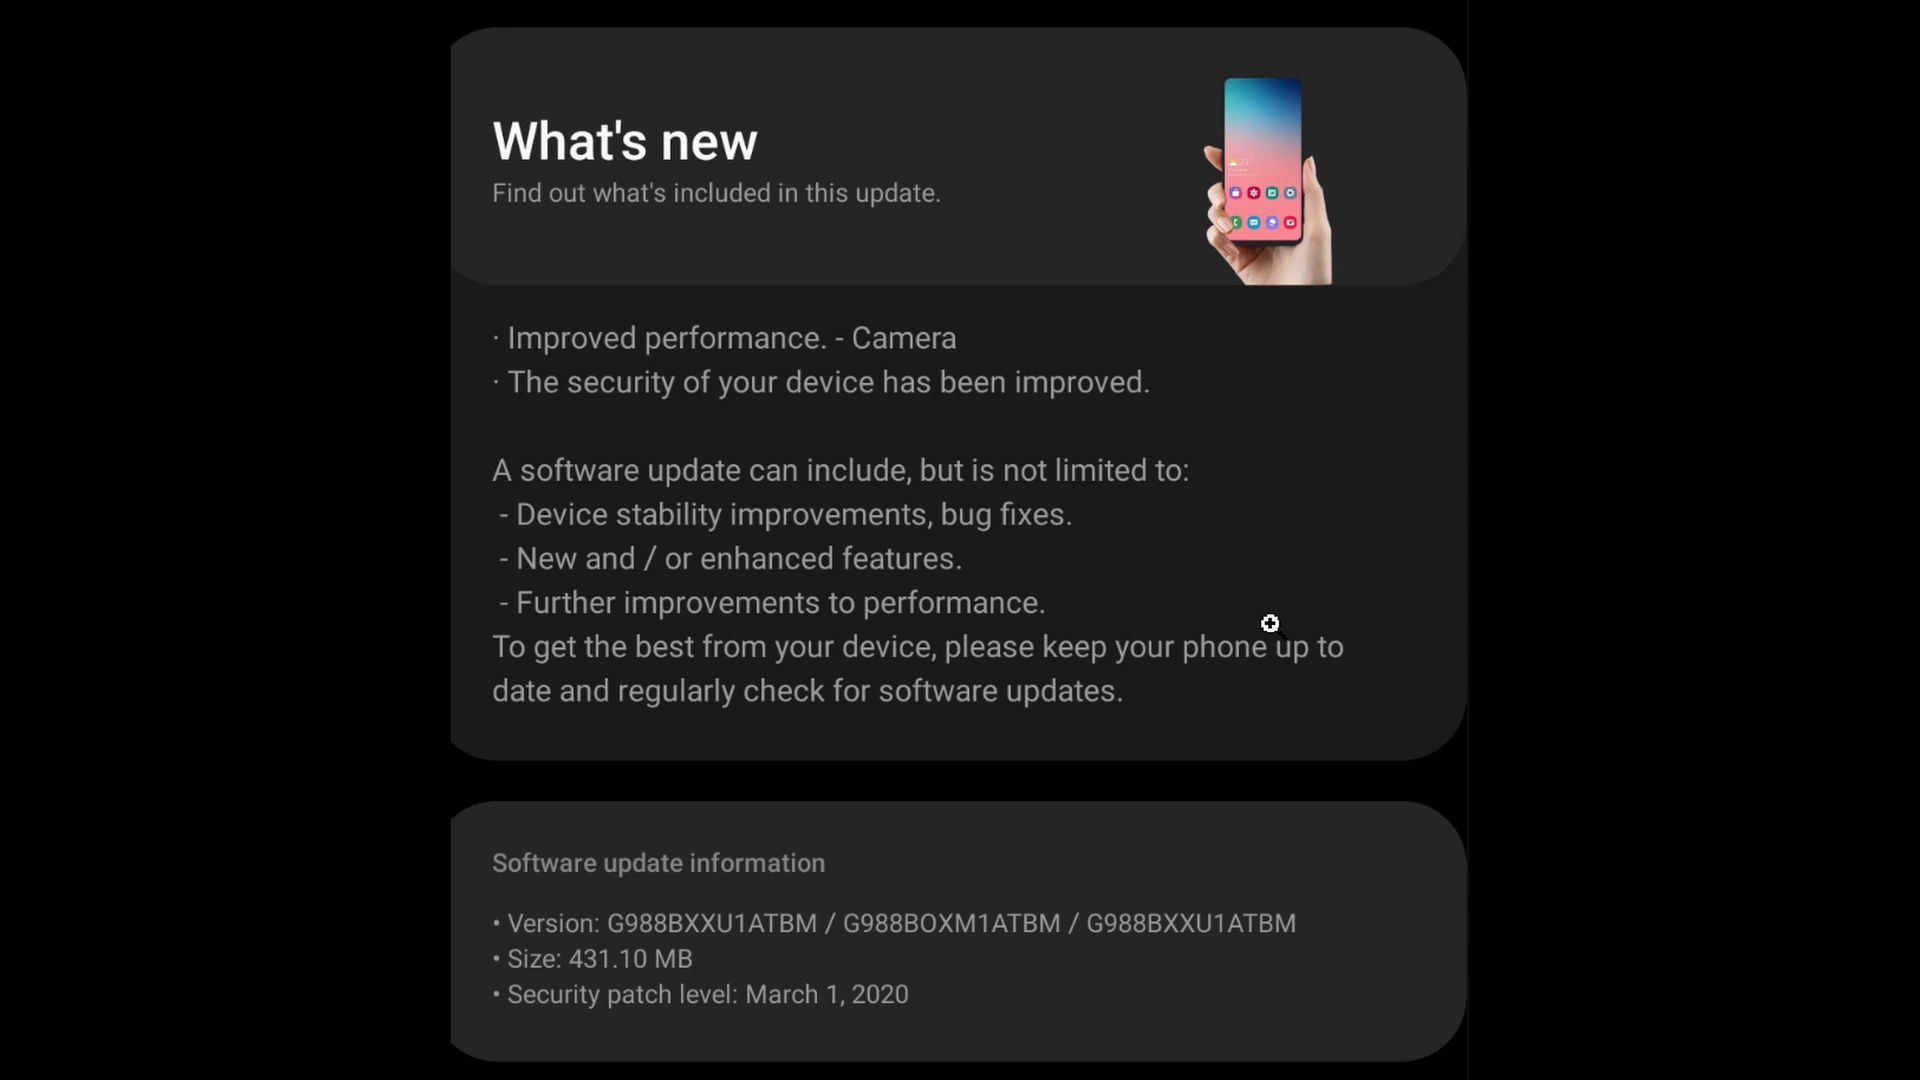 What's new
Find out what's included in this update.
· Improved performance. - Camera
· The security of your device has been improved.
A software update can include, but is not limited to:
- Device stability improvements, bug fixes.
- New and / or enhanced features.
- Further improvements to performance.
To get the best from your device, please keep your phone up to
date and regularly check for software updates.
Software update information
• Version: G988BXXU1ATBM / G988BOXM1ATBM / G988BXXU1ATBM
• Size: 431.10 MB
• Security patch level: March 1, 2020